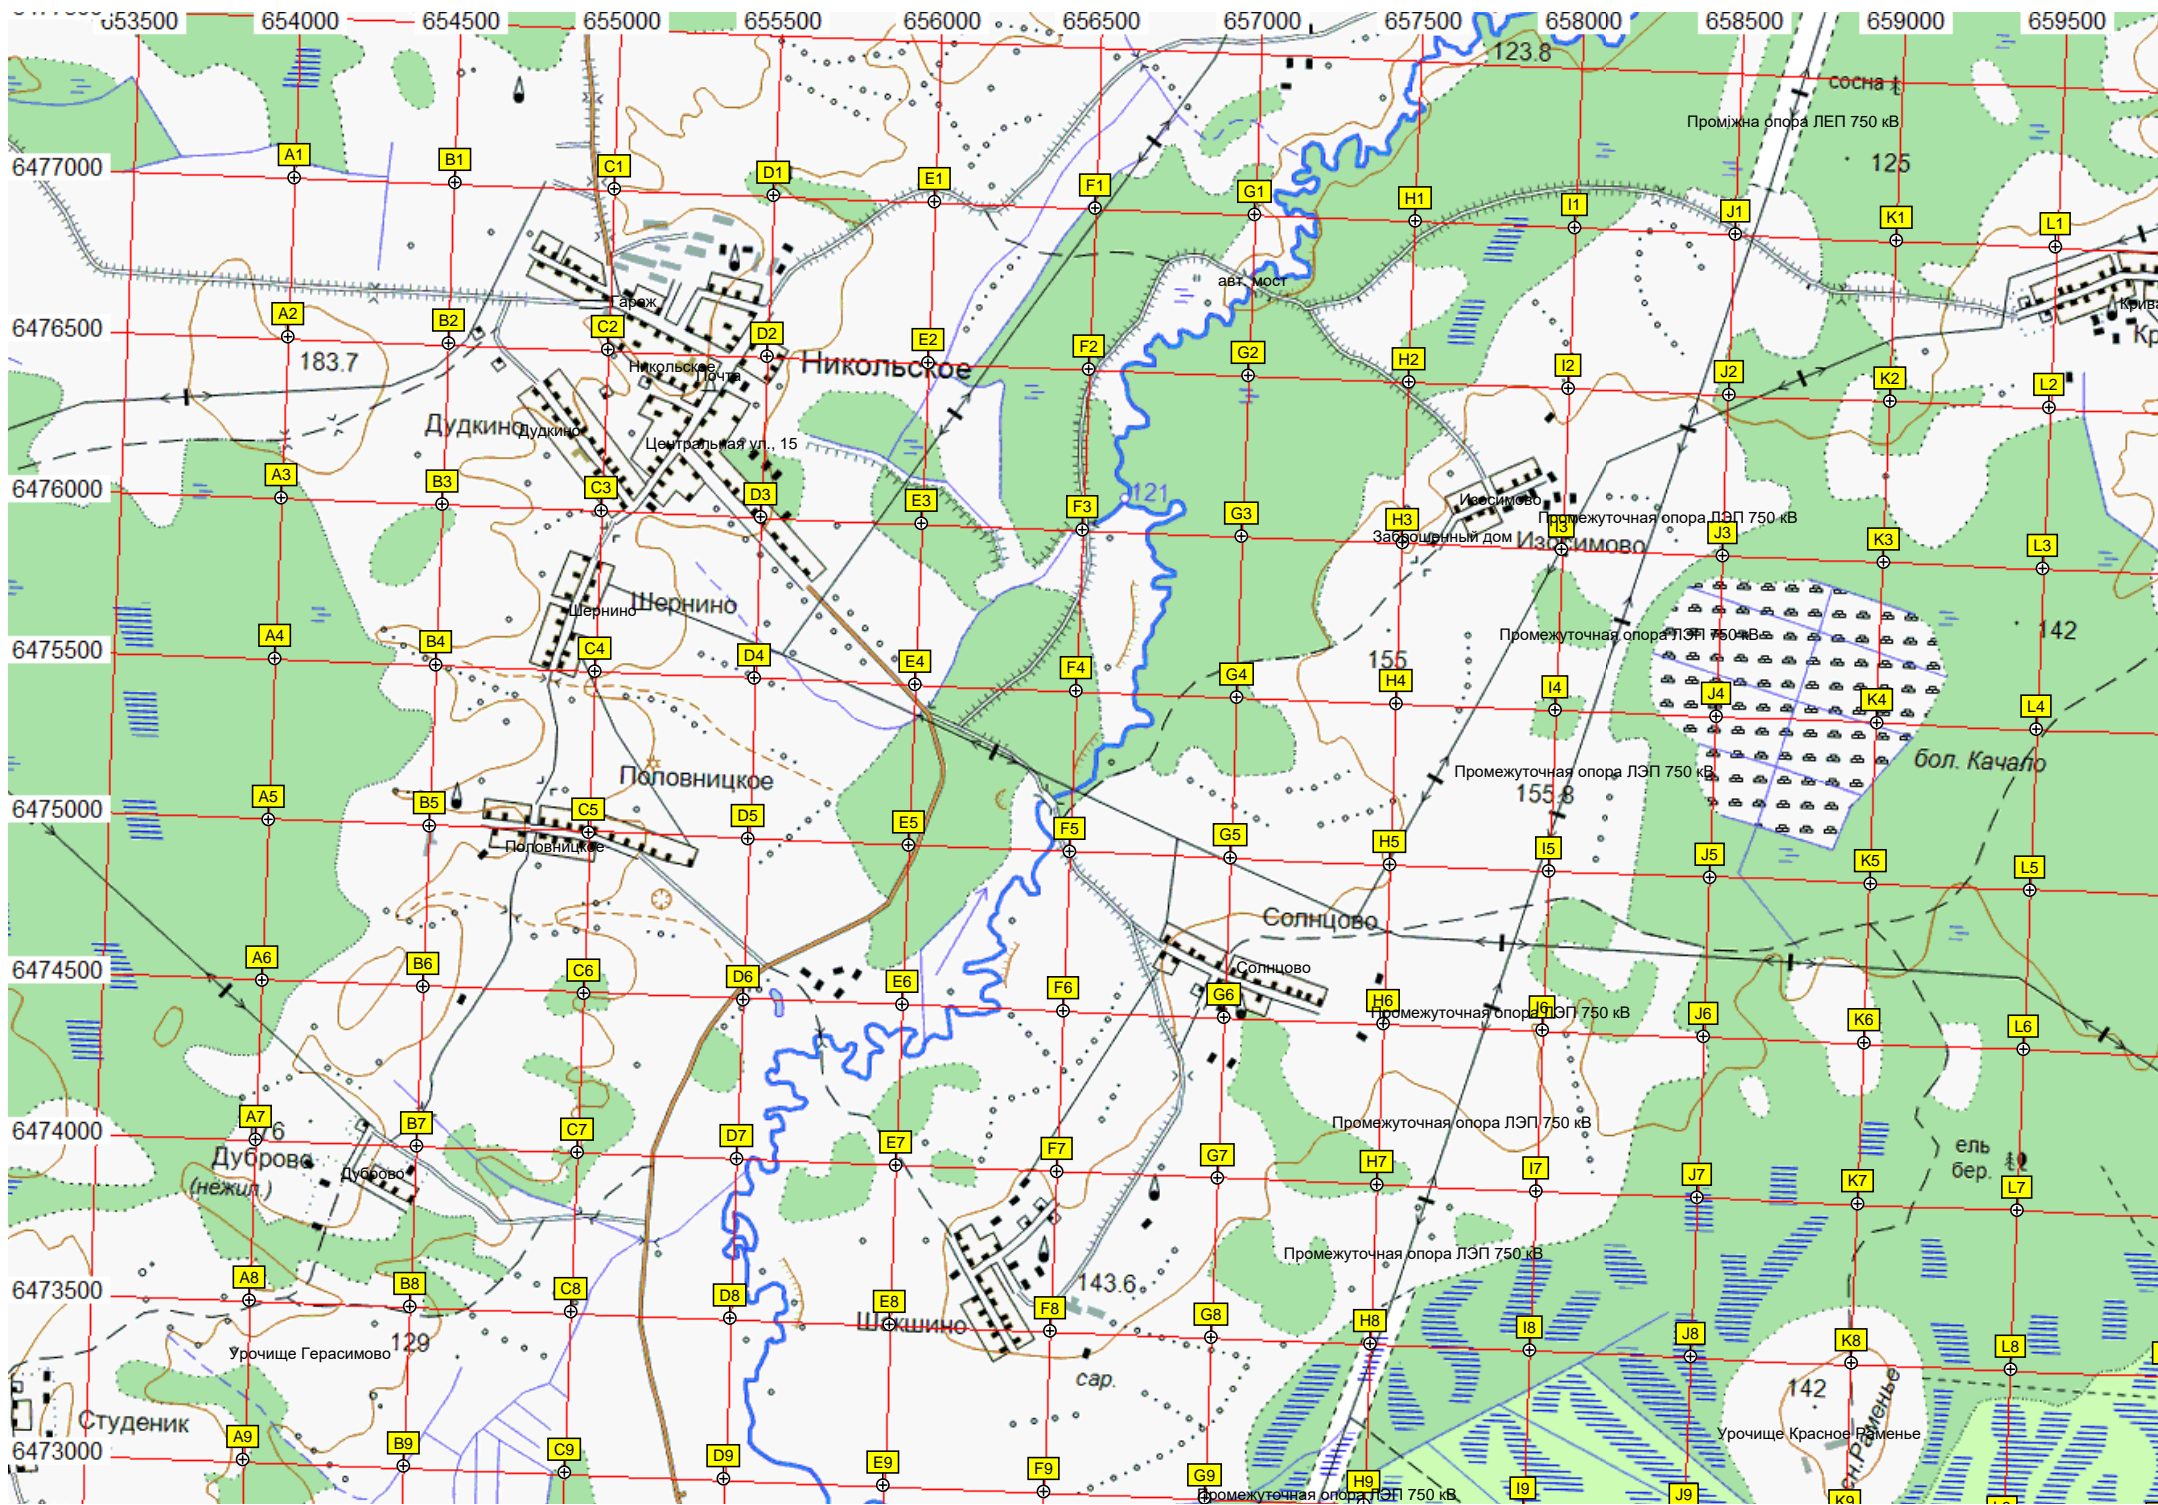 653500 654000 654500 655000 655500 656000 656500 657000 657500 658000 658500 659000 659500
123.8
сосна
Проміжна опора ЛЕП 750 кВ
125
6477000 A1 B1 C1 D1 E1 F1 G1 H1 I1 J1 K1 L1
авт. мост
Гараж
6476500 A2 B2 C2 D2 E2 F2 G2 H2 I2 J2 K2 L2
183.7
Никольское
Почта
Никольское
Дудкино
Дудкино
Центральная ул., 15
6476000 A3 B3 C3 D3 E3 F3 G3 H3 I3 J3 K3 L3
121
Изосимово
Промежуточная опора ЛЭП 750 кВ
Заброшенный дом
Изосимово
Шернино
Шернино
Промежуточная опора ЛЭП 750 кВ
142
6475500 A4 B4 C4 D4 E4 F4 G4 H4 I4 J4 K4 L4
155
бол. Качало
Половницкое
Промежуточная опора ЛЭП 750 кВ
155.8
6475000 A5 B5 C5 D5 E5 F5 G5 H5 I5 J5 K5 L5
Половницкое
Солнцово
Солнцово
6474500 A6 B6 C6 D6 E6 F6 G6 H6 I6 J6 K6 L6
Промежуточная опора ЛЭП 750 кВ
Промежуточная опора ЛЭП 750 кВ
6474000 A7 B7 C7 D7 E7 F7 G7 H7 I7 J7 K7 L7
ель
бер.
Дуброво
(нежил.)
Дуброво
Промежуточная опора ЛЭП 750 кВ
143.6
6473500 A8 B8 C8 D8 E8 F8 G8 H8 I8 J8 K8 L8
Шакшино
129
Урочище Герасимово
сар.
142
Студеник
Урочище Красное Раменье
6473000 A9 B9 C9 D9 E9 F9 G9 H9 I9 J9 K9
Промежуточная опора ЛЭП 750 кВ